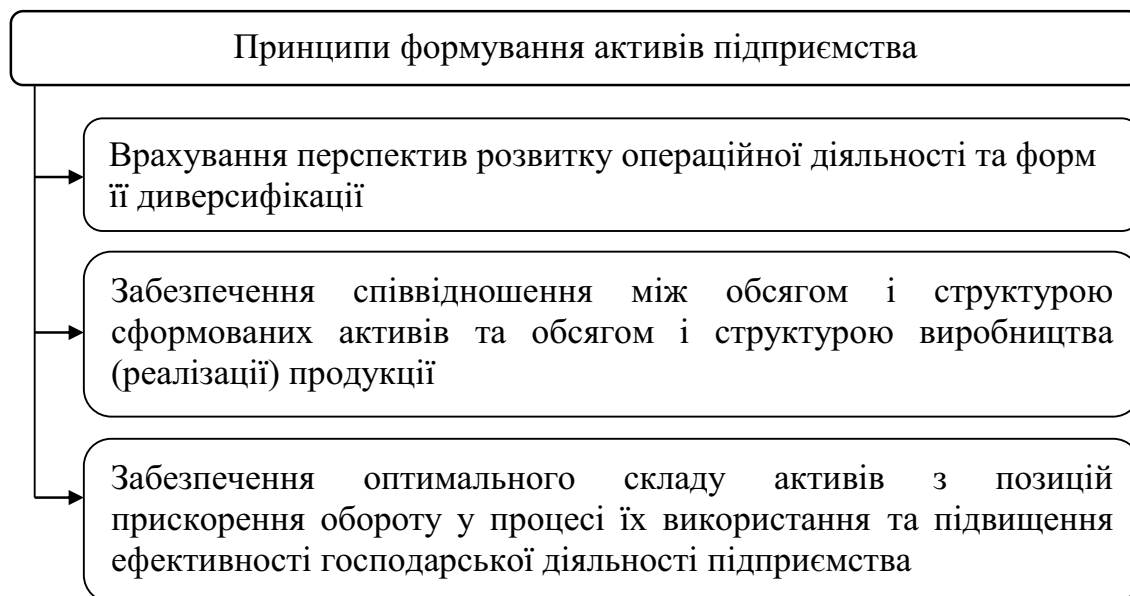 Принципи формування активів підприємства
Врахування перспектив розвитку операційної діяльності та форм
її диверсифікації
Забезпечення співвідношення між обсягом і структурою
сформованих активів та обсягом і структурою виробництва
(реалізації) продукції
Забезпечення оптимального складу активів з позицій
прискорення обороту у процесі їх використання та підвищення
ефективності господарської діяльності підприємства